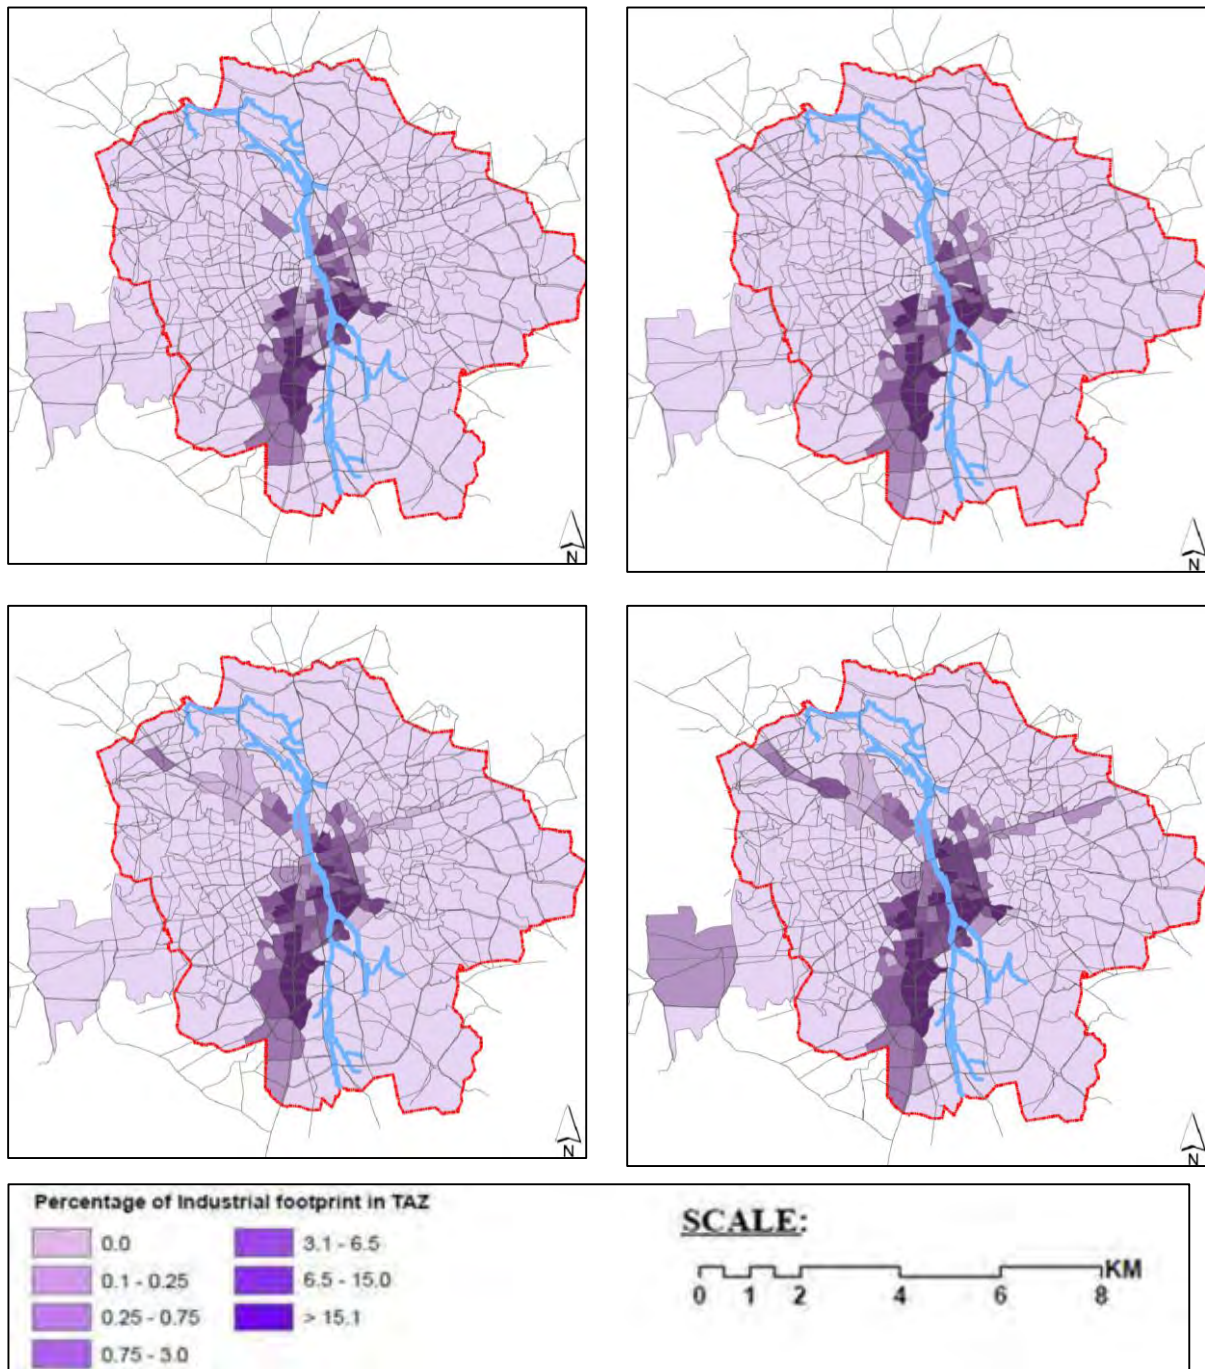 N
N
N
N
Percentage of Industrial footprint in TAZ
0.0
0.1 - 0.25
0.25 - 0.75
0.75 - 3.0
3.1 - 6.5
6.5 - 15.0
> 15.1
SCALE:
KM
0 1 2 4 6 8